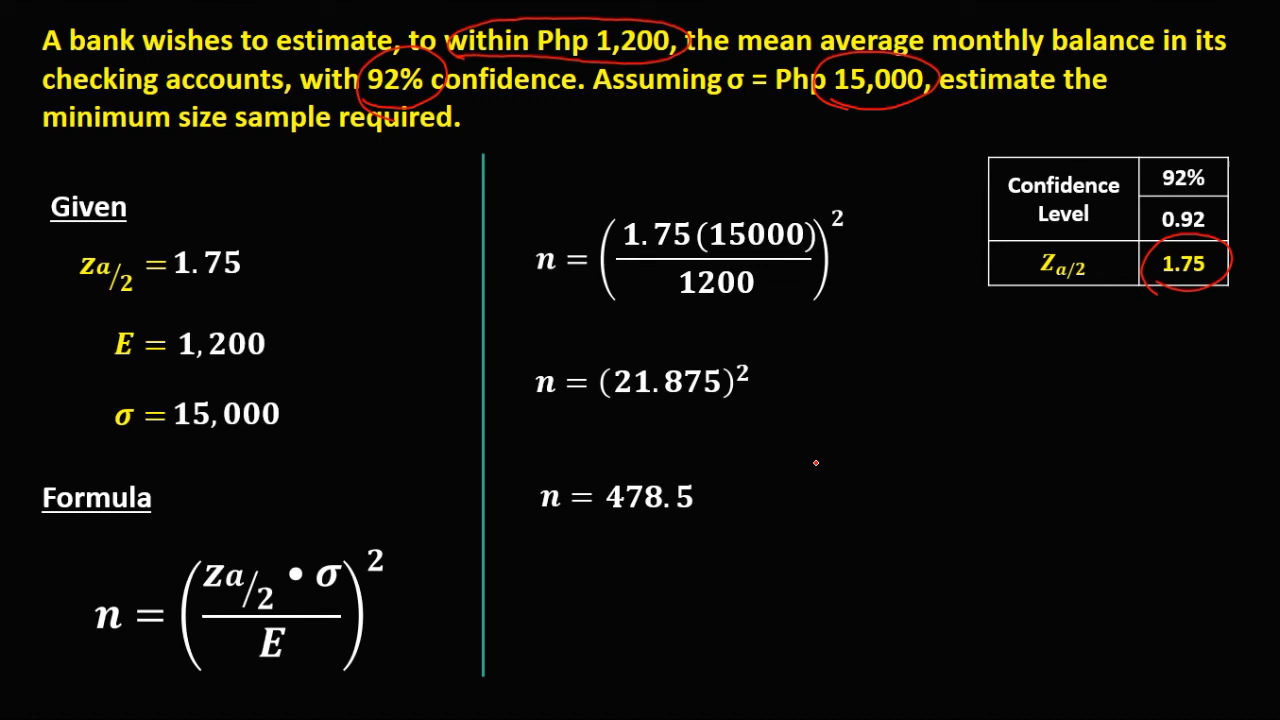 A bank wishes to estimate, to within Php 1,200, the mean average monthly balance in its
checking accounts, with 92% confidence. Assuming σ = Php 15,000, estimate the
minimum size sample required.
Given
Za/2 = 1.75
E = 1,200
σ = 15,000
Formula
n = (Za/2 • σ / E)²
n = (1.75(15000) / 1200)²
n = (21.875)²
n = 478.5
Confidence Level 92%
0.92
Za/2 1.75